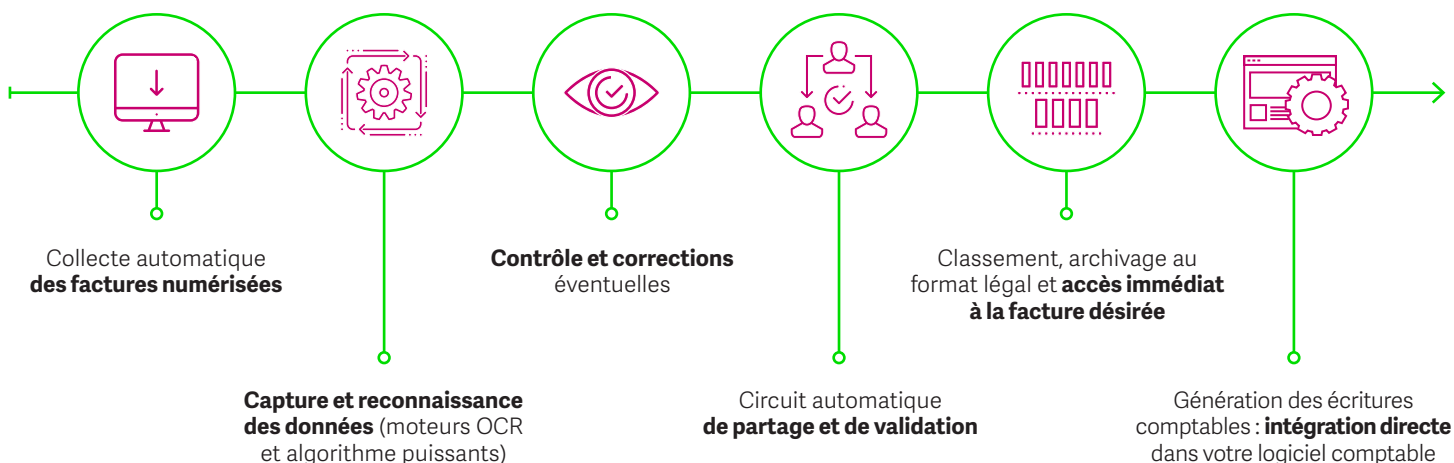 Collecte automatique
des factures numérisées
Capture et reconnaissance
des données (moteurs OCR
et algorithme puissants)
Contrôle et corrections
éventuelles
Circuit automatique
de partage et de validation
Classement, archivage au
format légal et accès immédiat
à la facture désirée
Génération des écritures
comptables : intégration directe
dans votre logiciel comptable